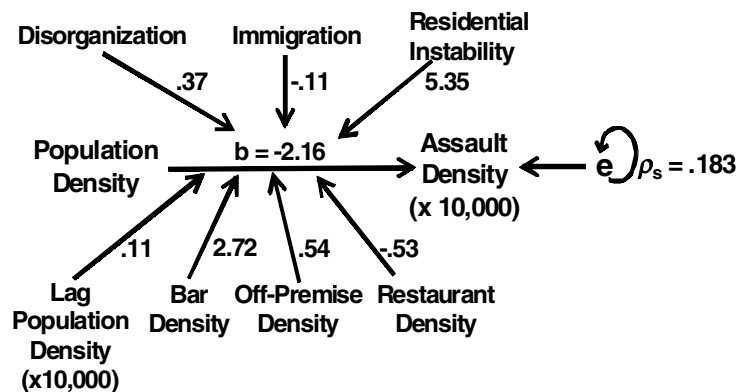 Disorganization
Immigration
Residential
Instability
.37
-.11
5.35
Population
Density
b = -2.16
Assault
Density
(x 10,000)
e
ρs = .183
.11
2.72
.54
-.53
Lag
Population
Density
(x10,000)
Bar
Density
Off-Premise
Density
Restaurant
Density